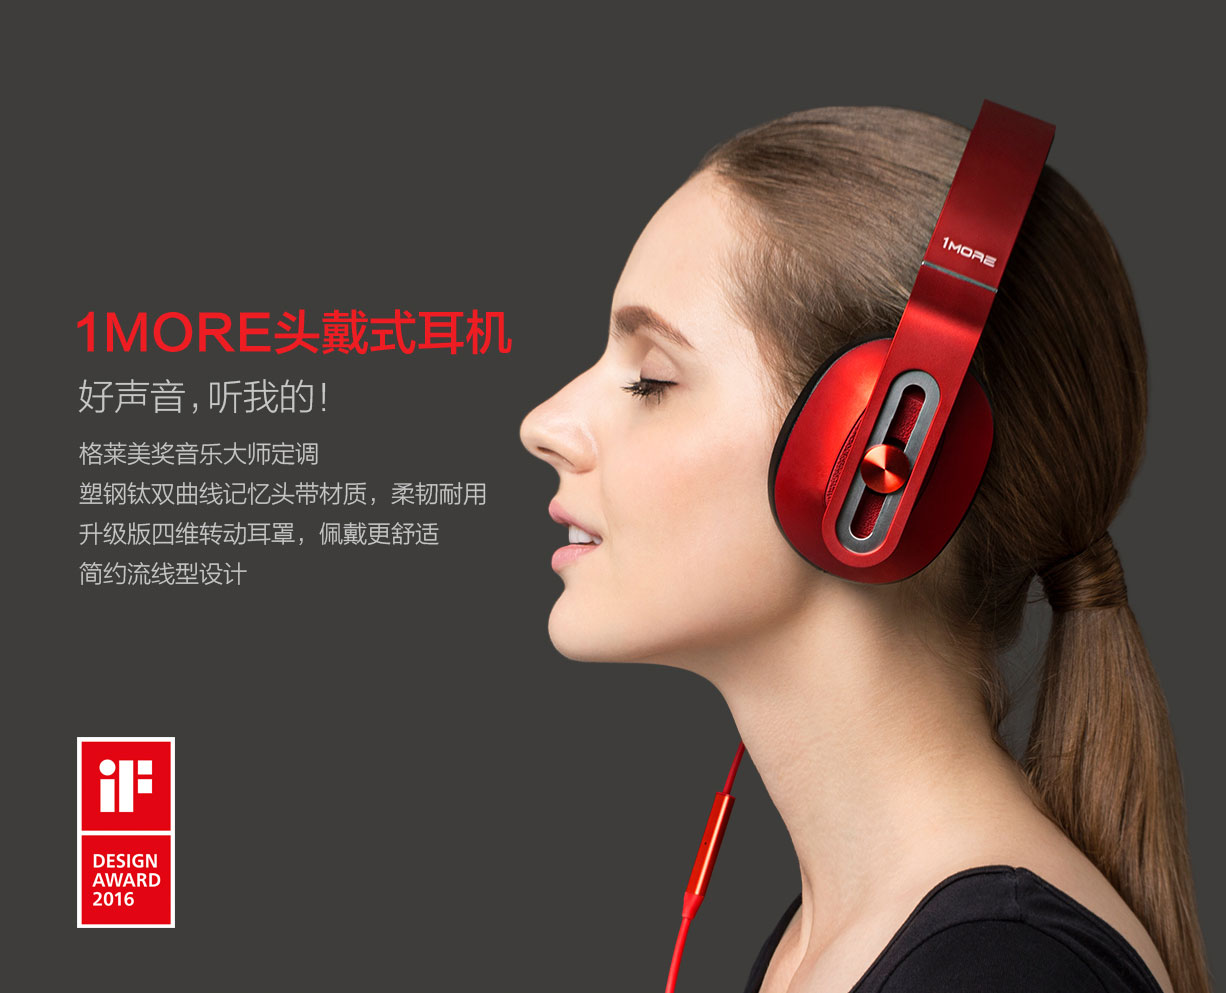 1MORE头戴式耳机
好声音，听我的！
格莱美奖音乐大师定调
塑钢钛双曲线记忆头带材质，柔韧耐用
升级版四维转动耳罩，佩戴更舒适
简约流线型设计
1MORE
iF
DESIGN
AWARD
2016